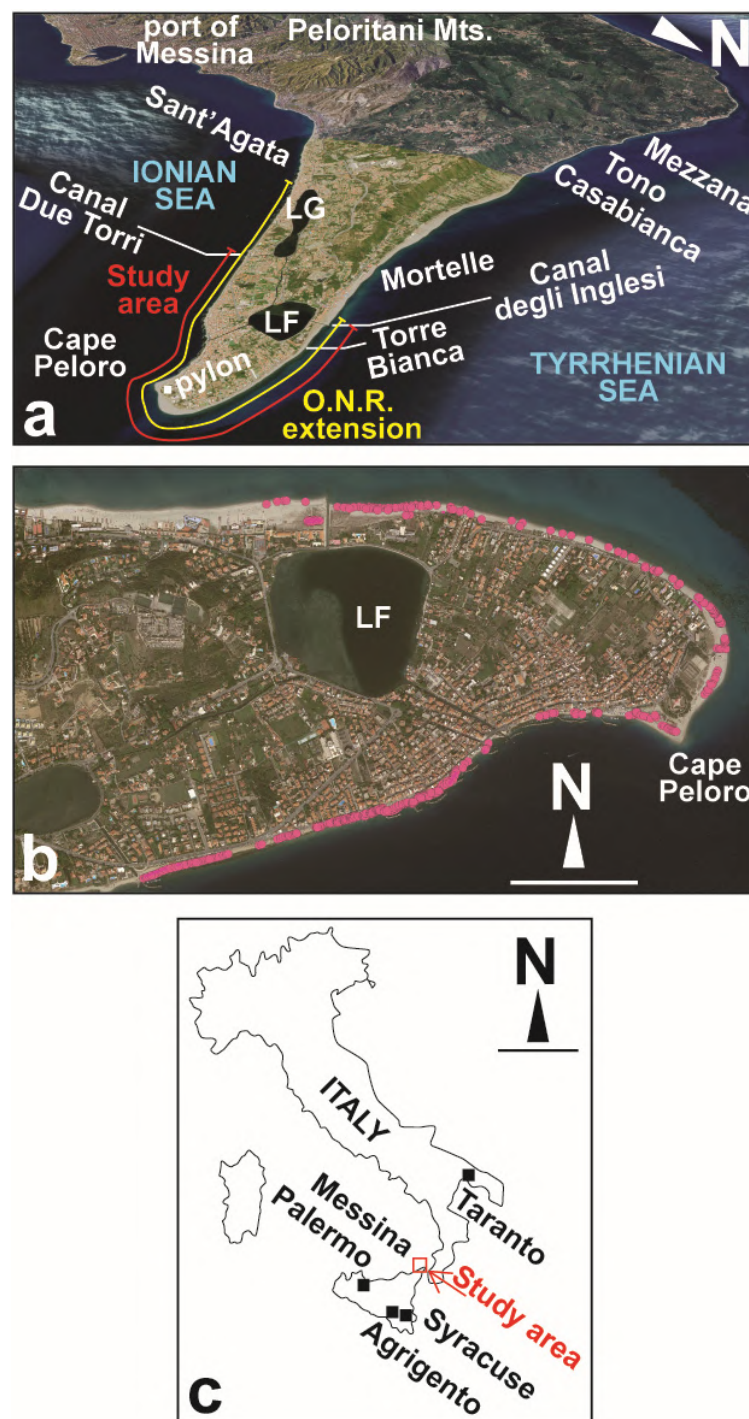 port of
Messina
Peloritani Mts.
N
Sant'Agata
IONIAN
SEA
Canal
Due Torri
LG
Mezzana
Tono
Casabianca
Study
area
Mortelle
Canal
degli Inglesi
LF
Torre
Bianca
Cape
Peloro
pylon
TYRRHENIAN
SEA
O.N.R.
extension
a
LF
N
Cape
Peloro
b
N
ITALY
Taranto
Messina
Palermo
Study area
Syracuse
Agrigento
c